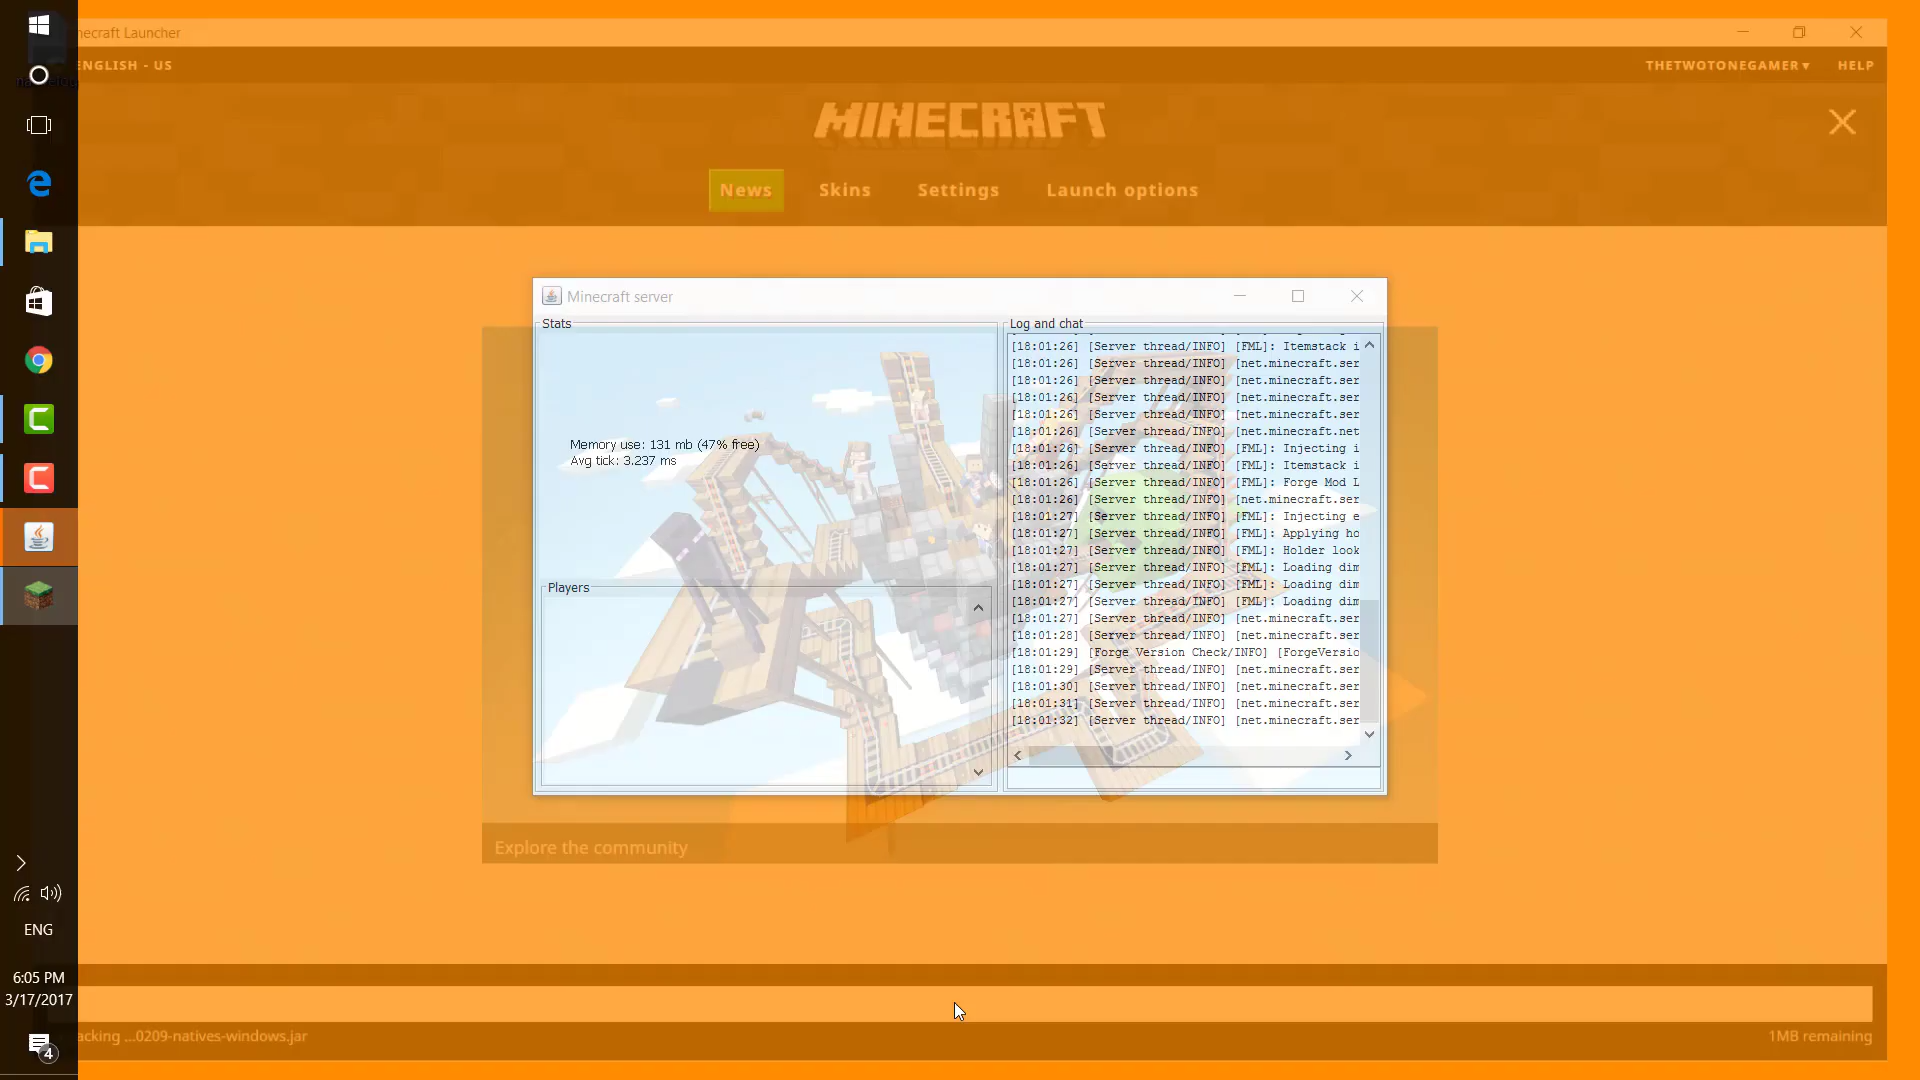 necraft Launcher
ENGLISH - US
THETWOTONEGAMER▾
HELP
MINECRAFT
News
Skins
Settings
Launch options
Minecraft server
Stats
Memory use: 131 mb (47% free)
Avg tick: 3.237 ms
Players
Log and chat
[18:01:26] [Server thread/INFO] [FML]: Itemstack i
[18:01:26] [Server thread/INFO] [net.minecraft.ser
[18:01:26] [Server thread/INFO] [net.minecraft.ser
[18:01:26] [Server thread/INFO] [net.minecraft.ser
[18:01:26] [Server thread/INFO] [net.minecraft.ser
[18:01:26] [Server thread/INFO] [net.minecraft.net
[18:01:26] [Server thread/INFO] [FML]: Injecting i
[18:01:26] [Server thread/INFO] [FML]: Itemstack i
[18:01:26] [Server thread/INFO] [FML]: Forge Mod L
[18:01:26] [Server thread/INFO] [net.minecraft.ser
[18:01:27] [Server thread/INFO] [FML]: Injecting e
[18:01:27] [Server thread/INFO] [FML]: Applying ho
[18:01:27] [Server thread/INFO] [FML]: Holder look
[18:01:27] [Server thread/INFO] [FML]: Loading dim
[18:01:27] [Server thread/INFO] [FML]: Loading dim
[18:01:27] [Server thread/INFO] [FML]: Loading dim
[18:01:27] [Server thread/INFO] [net.minecraft.ser
[18:01:28] [Server thread/INFO] [net.minecraft.ser
[18:01:29] [Forge Version Check/INFO] [ForgeVersio
[18:01:29] [Server thread/INFO] [net.minecraft.ser
[18:01:30] [Server thread/INFO] [net.minecraft.ser
[18:01:31] [Server thread/INFO] [net.minecraft.ser
[18:01:32] [Server thread/INFO] [net.minecraft.ser
Explore the community
ENG
6:05 PM
3/17/2017
4
acking ...0209-natives-windows.jar
1MB remaining